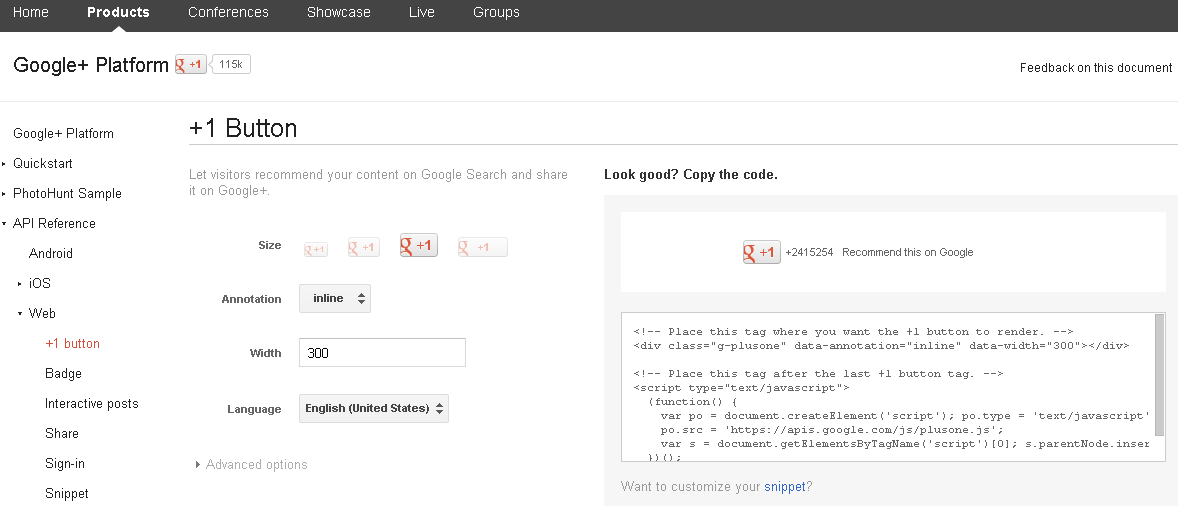 Home Products Conferences Showcase Live Groups
Google+ Platform g +1 115k
Feedback on this document
Google+ Platform
Quickstart
PhotoHunt Sample
API Reference
Android
iOS
Web
+1 button
Badge
Interactive posts
Share
Sign-in
Snippet
+1 Button
Let visitors recommend your content on Google Search and share
it on Google+.
Size g +1 g +1 g +1 g +1
Annotation inline
Width 300
Language English (United States)
Advanced options
Look good? Copy the code.
g +1 +2415254 Recommend this on Google
<!-- Place this tag where you want the +1 button to render. -->
<div class="g-plusone" data-annotation="inline" data-width="300"></div>
<!-- Place this tag after the last +1 button tag. -->
<script type="text/javascript">
(function() {
var po = document.createElement('script'); po.type = 'text/javascript'
po.src = 'https://apis.google.com/js/plusone.js';
var s = document.getElementsByTagName('script')[0]; s.parentNode.inser
})();
Want to customize your snippet?